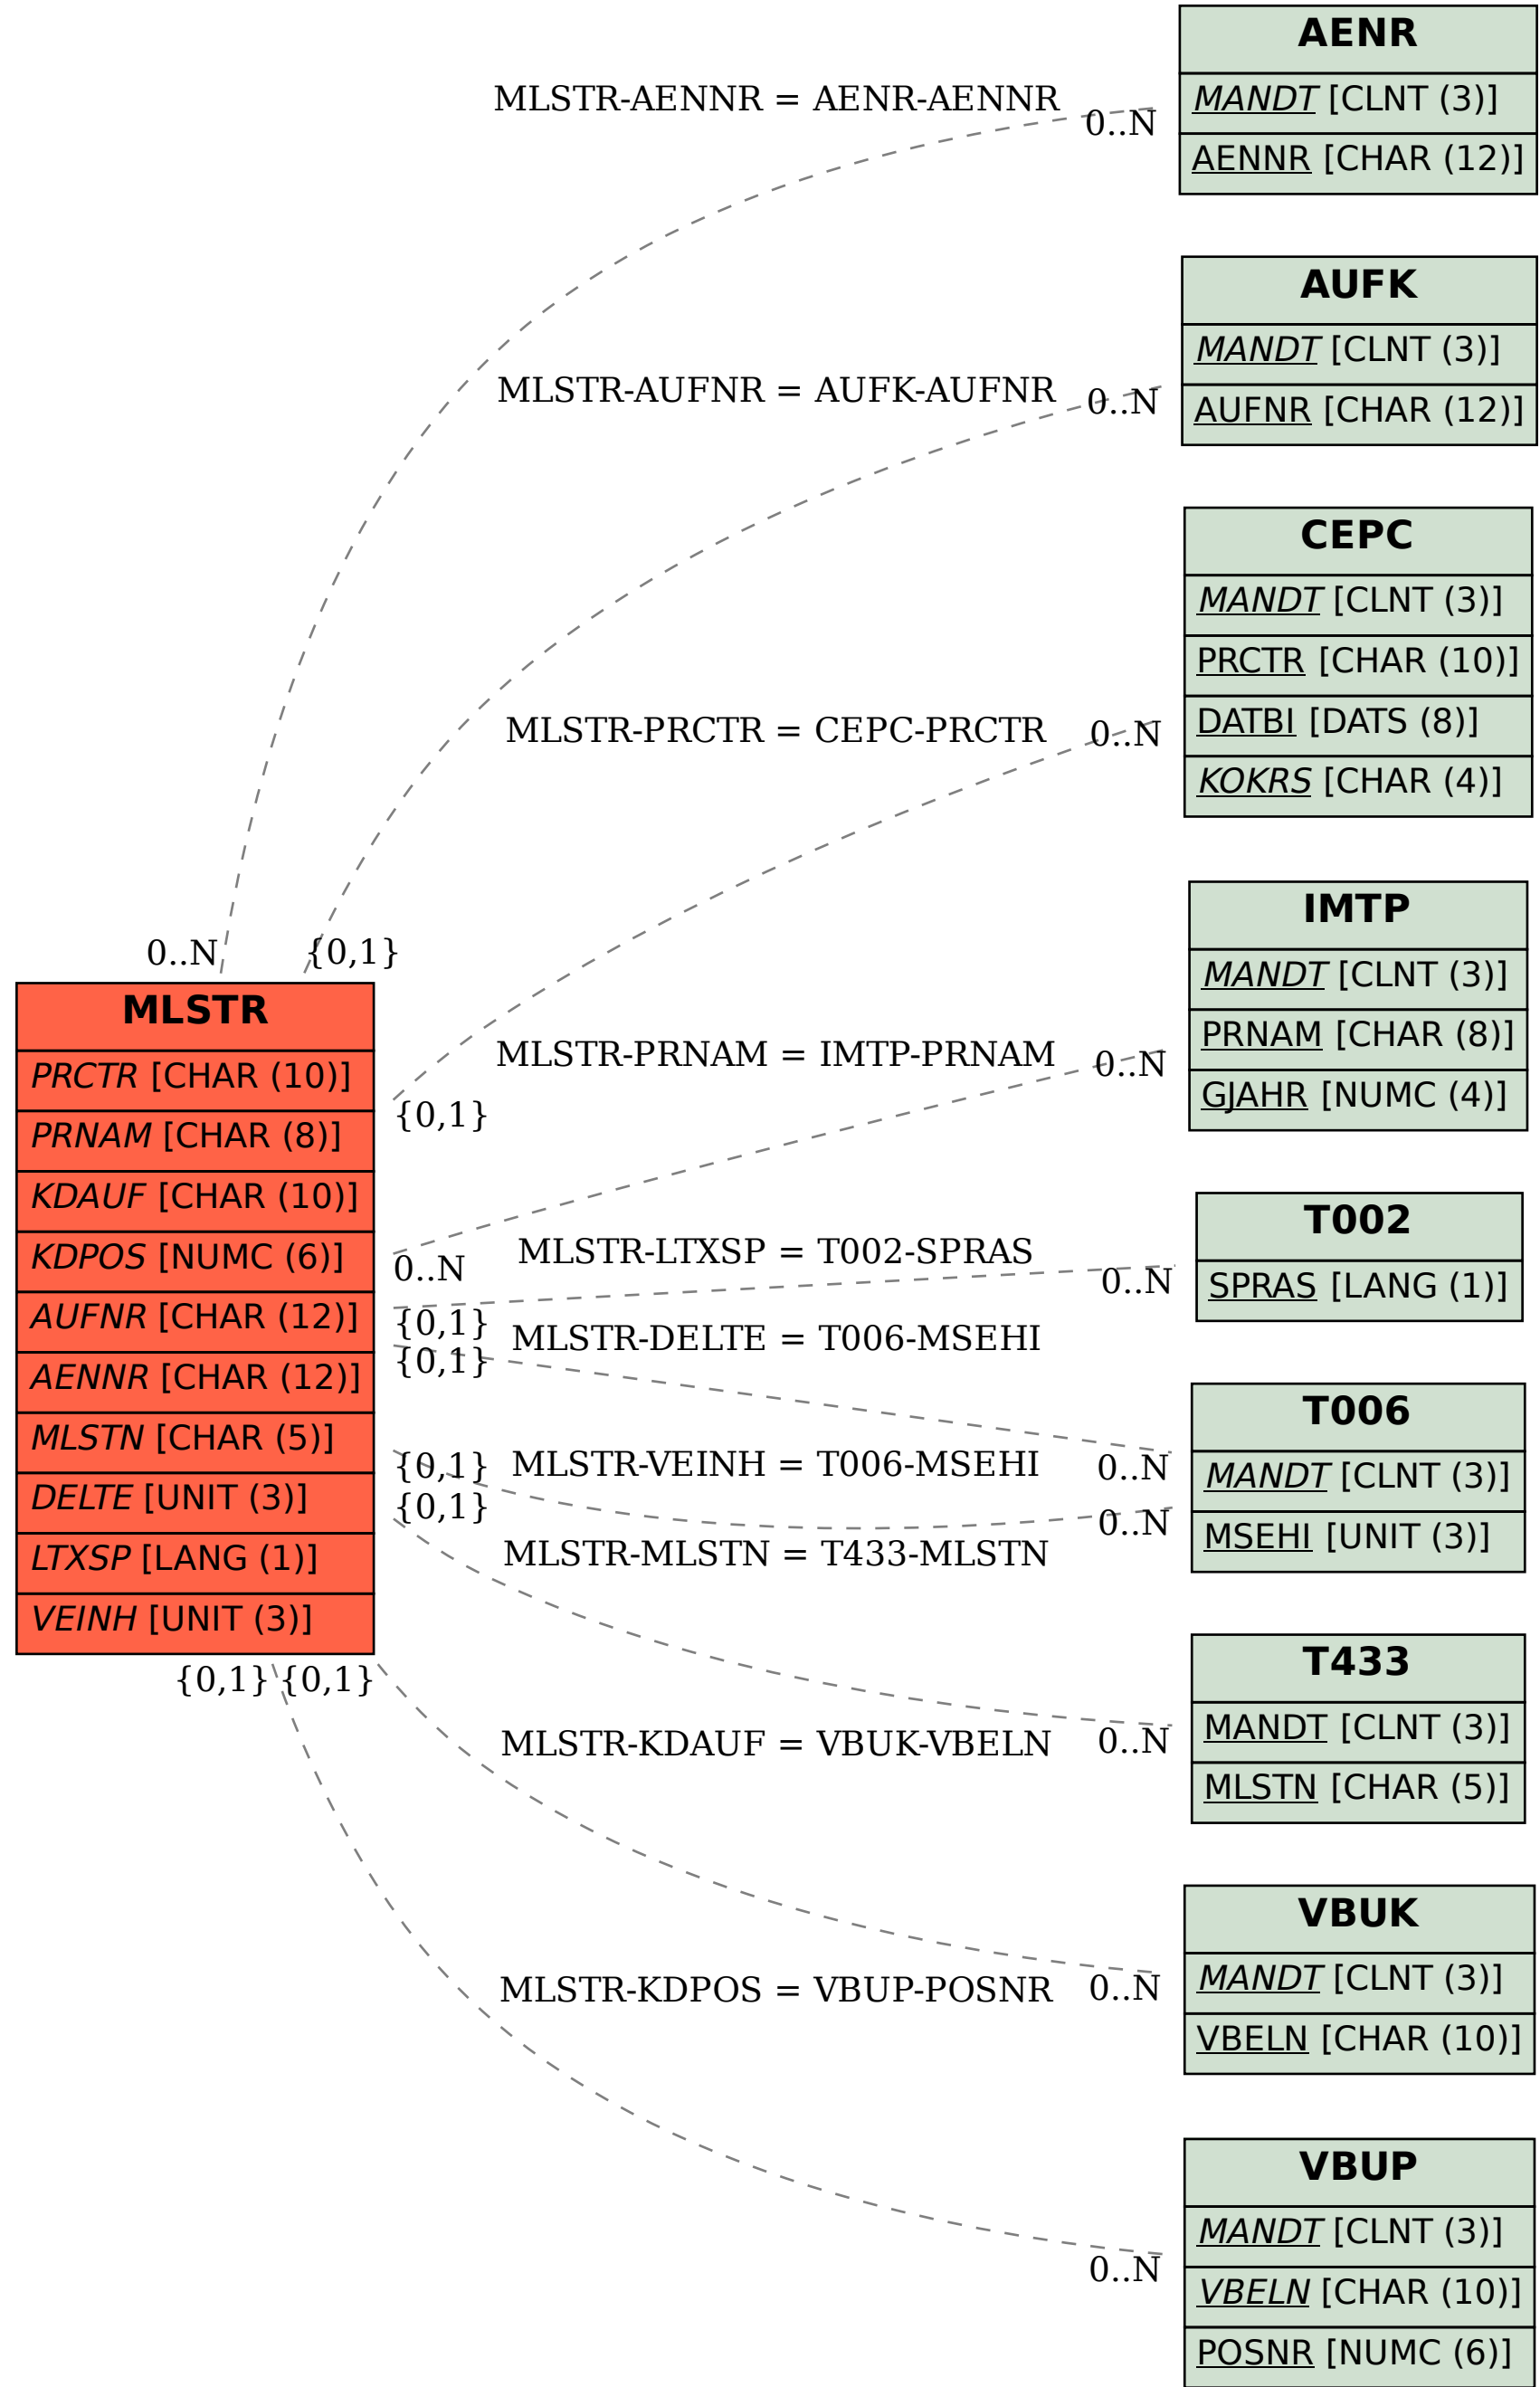 AENR
MANDT [CLNT (3)]
AENNR [CHAR (12)]
MLSTR-AENNR = AENR-AENNR
0..N
AUFK
MANDT [CLNT (3)]
AUFNR [CHAR (12)]
MLSTR-AUFNR = AUFK-AUFNR
0..N
CEPC
MANDT [CLNT (3)]
PRCTR [CHAR (10)]
DATBI [DATS (8)]
KOKRS [CHAR (4)]
MLSTR-PRCTR = CEPC-PRCTR
0..N
IMTP
MANDT [CLNT (3)]
PRNAM [CHAR (8)]
GJAHR [NUMC (4)]
0..N
{0,1}
MLSTR
PRCTR [CHAR (10)]
PRNAM [CHAR (8)]
KDAUF [CHAR (10)]
KDPOS [NUMC (6)]
AUFNR [CHAR (12)]
AENNR [CHAR (12)]
MLSTN [CHAR (5)]
DELTE [UNIT (3)]
LTXSP [LANG (1)]
VEINH [UNIT (3)]
{0,1}
{0,1}
MLSTR-PRNAM = IMTP-PRNAM
0..N
{0,1}
0..N
MLSTR-LTXSP = T002-SPRAS
0..N
{0,1}
T002
SPRAS [LANG (1)]
MLSTR-DELTE = T006-MSEHI
{0,1}
0..N
T006
MANDT [CLNT (3)]
MSEHI [UNIT (3)]
{0,1}
MLSTR-VEINH = T006-MSEHI
0..N
{0,1}
MLSTR-MLSTN = T433-MLSTN
0..N
T433
MANDT [CLNT (3)]
MLSTN [CHAR (5)]
MLSTR-KDAUF = VBUK-VBELN
0..N
VBUK
MANDT [CLNT (3)]
VBELN [CHAR (10)]
MLSTR-KDPOS = VBUP-POSNR
0..N
VBUP
MANDT [CLNT (3)]
VBELN [CHAR (10)]
POSNR [NUMC (6)]